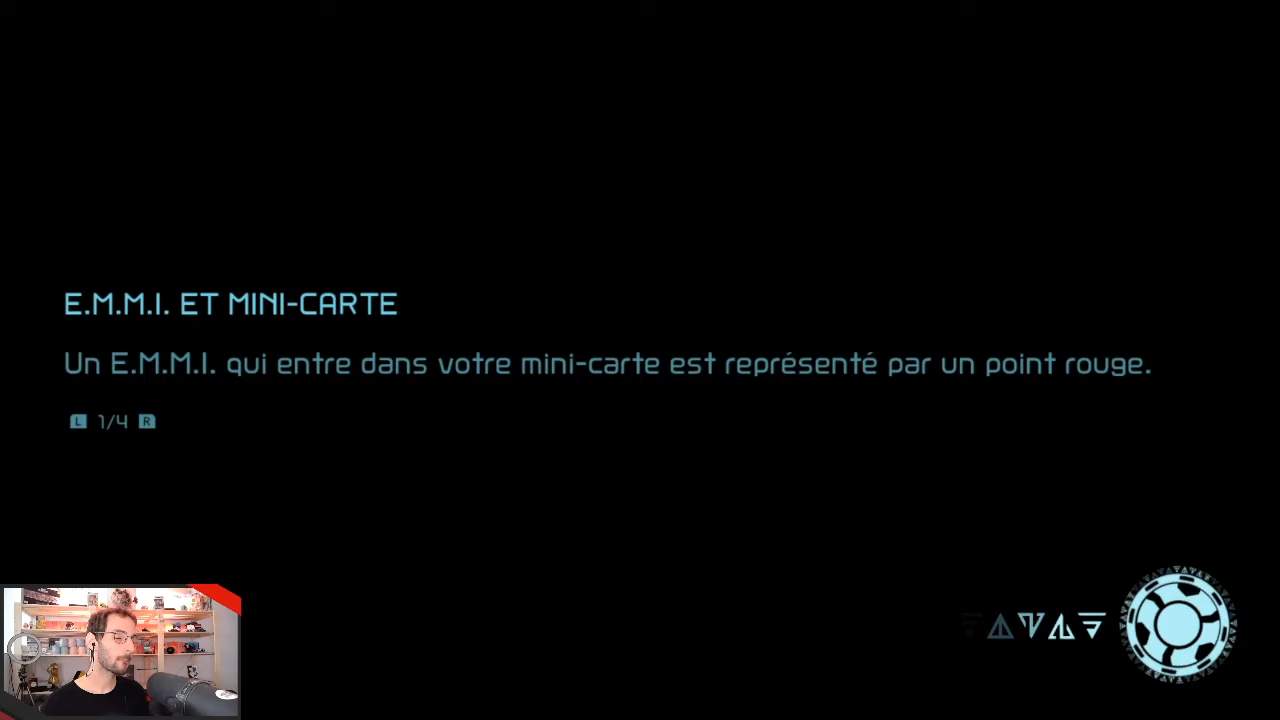 E.M.M.I. ET MINI-CARTE
Un E.M.M.I. qui entre dans votre mini-carte est représenté par un point rouge.
L 1/4 R